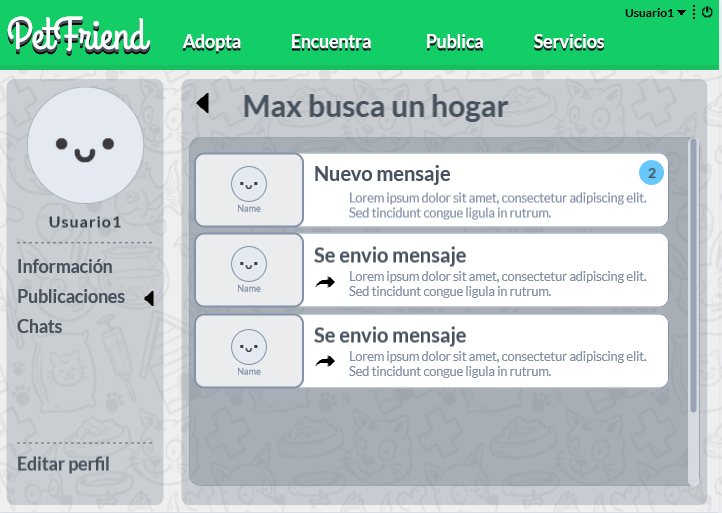 PetFriend
Usuario1
Adopta Encuentra Publica Servicios
Usuario1
Información
Publicaciones
Chats
Editar perfil
Max busca un hogar
Name
Nuevo mensaje
2
Lorem ipsum dolor sit amet, consectetur adipiscing elit.
Sed tincidunt congue ligula in rutrum.
Name
Se envio mensaje
Lorem ipsum dolor sit amet, consectetur adipiscing elit.
Sed tincidunt congue ligula in rutrum.
Name
Se envio mensaje
Lorem ipsum dolor sit amet, consectetur adipiscing elit.
Sed tincidunt congue ligula in rutrum.